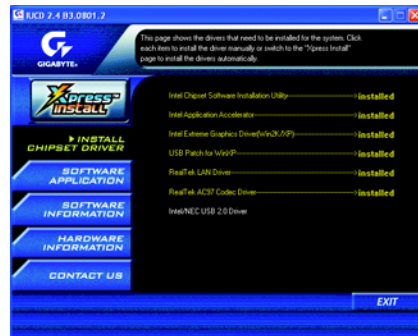 IUCD 2.4 B3.0801.2
This page shows the drivers that need to be installed for the system. Click
each item to install the driver manually or switch to the "Xpress Install"
page to install the drivers automatically.
GIGABYTE
Xpress
Install
Intel Chipset Software Installation Utility installed
Intel Application Accelerator installed
Intel Extreme Graphics Driver(Win2K/XP) installed
USB Patch for WinXP installed
RealTek LAN Driver installed
RealTek AC97 Codec Driver installed
Intel/NEC USB 2.0 Driver
INSTALL
CHIPSET DRIVER
SOFTWARE
APPLICATION
SOFTWARE
INFORMATION
HARDWARE
INFORMATION
CONTACT US
EXIT